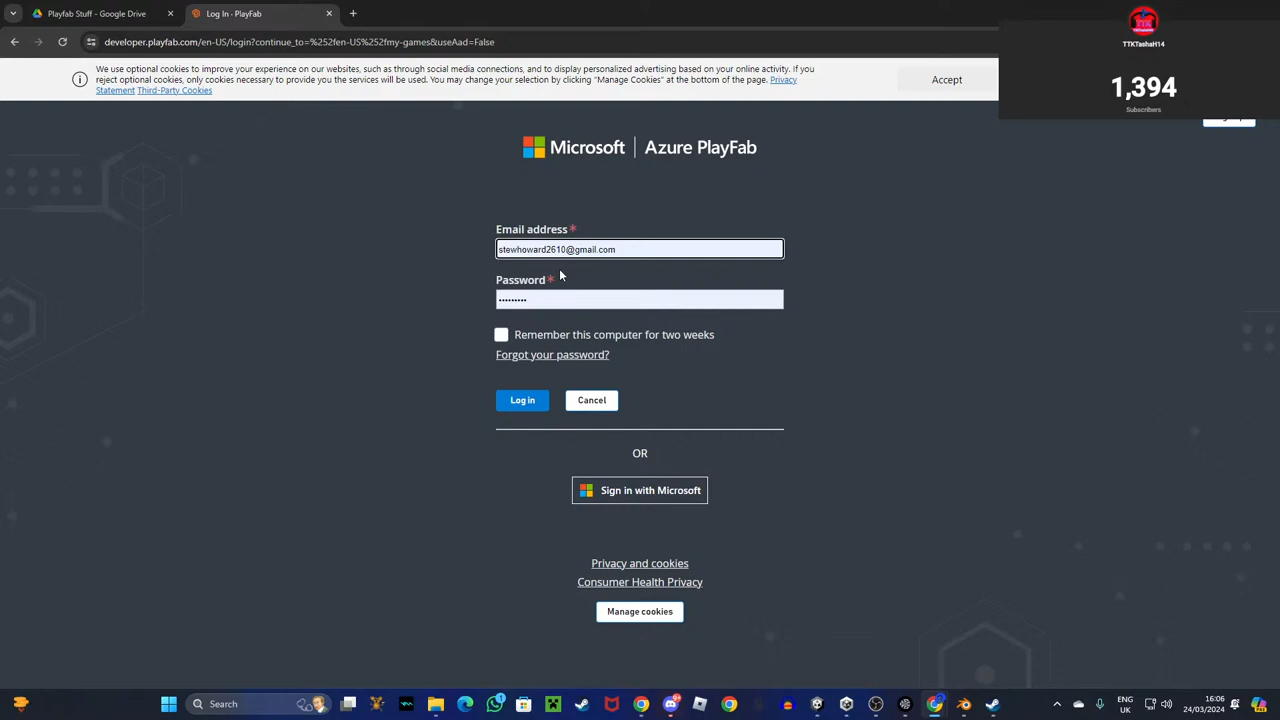 Playfab Stuff – Google Drive
Log In · PlayFab
TTK
TTKTashaH14
developer.playfab.com/en-US/login?continue_to=%252fen-US%252fmy-games&useAad=False
We use optional cookies to improve your experience on our websites, such as through social media connections, and to display personalized advertising based on your online activity. If you
reject optional cookies, only cookies necessary to provide you the services will be used. You may change your selection by clicking "Manage Cookies" at the bottom of the page. Privacy
Statement Third-Party Cookies
Accept
1,394
Subscribers
Microsoft | Azure PlayFab
Email address *
stewhoward2610@gmail.com
Password *
•••••••••
Remember this computer for two weeks
Forgot your password?
Log in
Cancel
OR
Sign in with Microsoft
Privacy and cookies
Consumer Health Privacy
Manage cookies
Search
1
9+
ENG
UK
16:06
24/03/2024